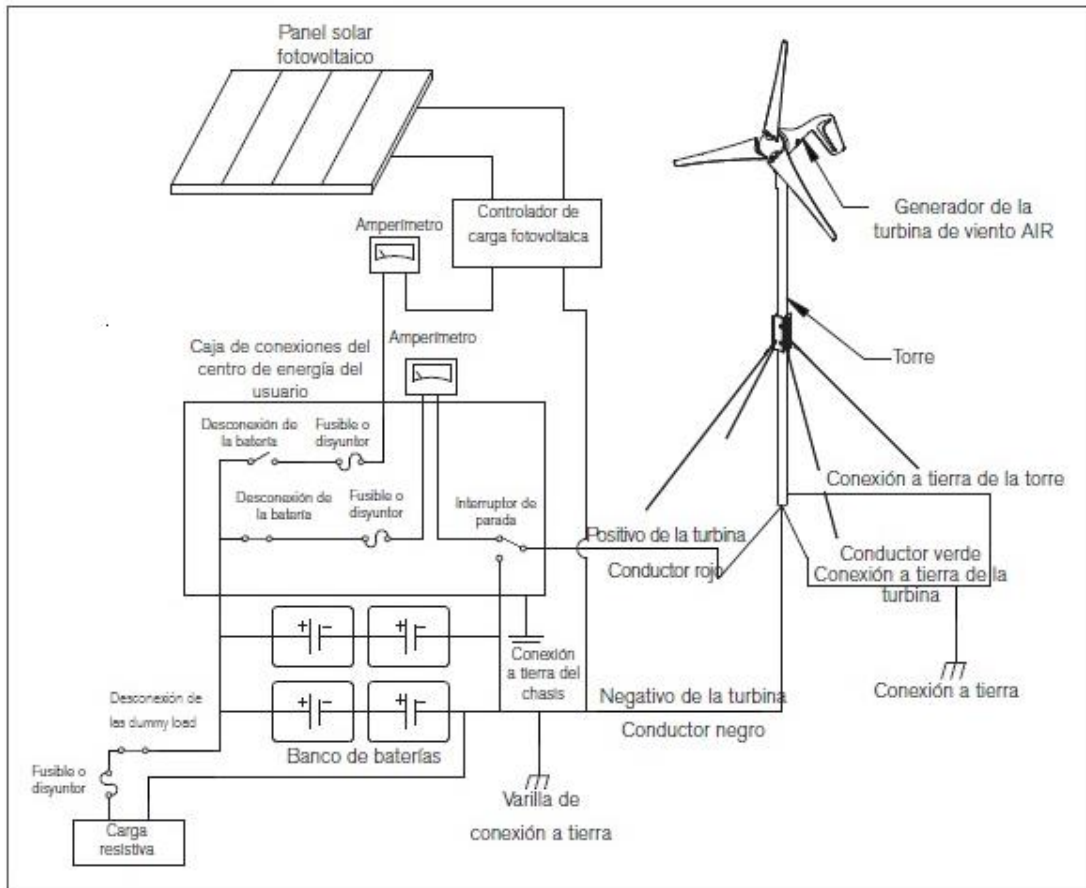 Panel solar
fotovoltaico
Amperímetro
Controlador de
carga fotovoltaica
Generador de la
turbina de viento AIR
Amperímetro
Caja de conexiones del
centro de energía del
usuario
Torre
Desconexión de
la batería
Fusible o
disyuntor
Desconexión de
la batería
Fusible o
disyuntor
Interruptor de
parada
Positivo de la turbina
Conductor rojo
Conexión a tierra de la torre
Conductor verde
Conexión a tierra de la
turbina
+ -
+ -
+ -
+ -
Conexión
a tierra del
chasis
Conexión a tierra
Negativo de la turbina
Conductor negro
Desconexión de
las dummy load
Banco de baterías
Fusible o
disyuntor
Varilla de
conexión a tierra
Carga
resistiva